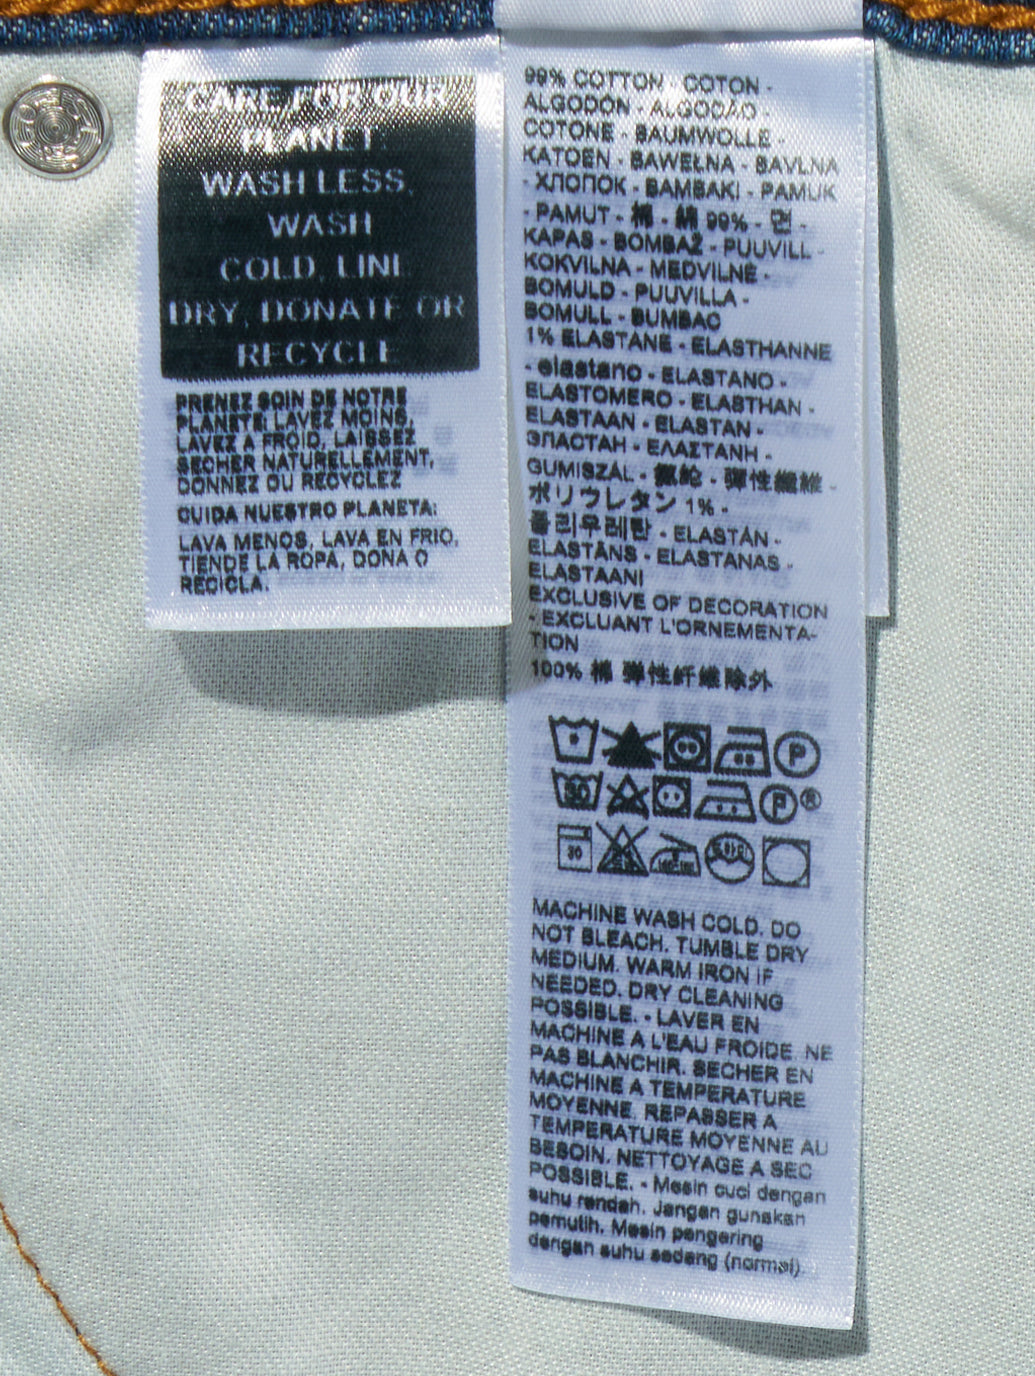 CARE FOR OUR
PLANET.
WASH LESS,
WASH
COLD, LINE
DRY, DONATE OR
RECYCLE
PRENEZ SOIN DE NOTRE
PLANETE: LAVEZ MOINS,
LAVEZ A FROID, LAISSEZ
SECHER NATURELLEMENT,
DONNEZ OU RECYCLEZ
CUIDA NUESTRO PLANETA:
LAVA MENOS, LAVA EN FRIO,
TIENDE LA ROPA, DONA O
RECICLA.
99% COTTON - COTON -
ALGODON - ALGODÃO -
COTONE - BAUMWOLLE -
KATOEN - BAWEŁNA - BAVLNA
- ХЛОПОК - BAMBAKI - PAMUK
- PAMUT - 棉 - 綿 99% - 면 -
KAPAS - BOMBAŽ - PUUVILL -
KOKVILNA - MEDVILNĖ -
BOMULD - PUUVILLA -
BOMULL - BUMBAC
1% ELASTANE - ELASTHANNE
- elastano - ELASTANO -
ELASTOMERO - ELASTHAN -
ELASTAAN - ELASTAN -
ЭЛАСТАН - ΕΛΑΣΤΑΝΗ -
GUMISZÁL - 氨綸 - 彈性纖維 -
ポリウレタン 1% -
폴리우레탄 - ELASTAN -
ELASTĀNS - ELASTANAS -
ELASTAANI
EXCLUSIVE OF DECORATION
- EXCLUANT L'ORNEMENTA-
TION
100% 棉 弹性纤维除外
P
30 P®
30 드라이
MACHINE WASH COLD. DO
NOT BLEACH. TUMBLE DRY
MEDIUM. WARM IRON IF
NEEDED. DRY CLEANING
POSSIBLE. - LAVER EN
MACHINE A L'EAU FROIDE. NE
PAS BLANCHIR. SECHER EN
MACHINE A TEMPERATURE
MOYENNE. REPASSER A
TEMPERATURE MOYENNE AU
BESOIN. NETTOYAGE A SEC
POSSIBLE. - Mesin cuci dengan
suhu rendah. Jangan gunakan
pemutih. Mesin pengering
dengan suhu sedang (normal).